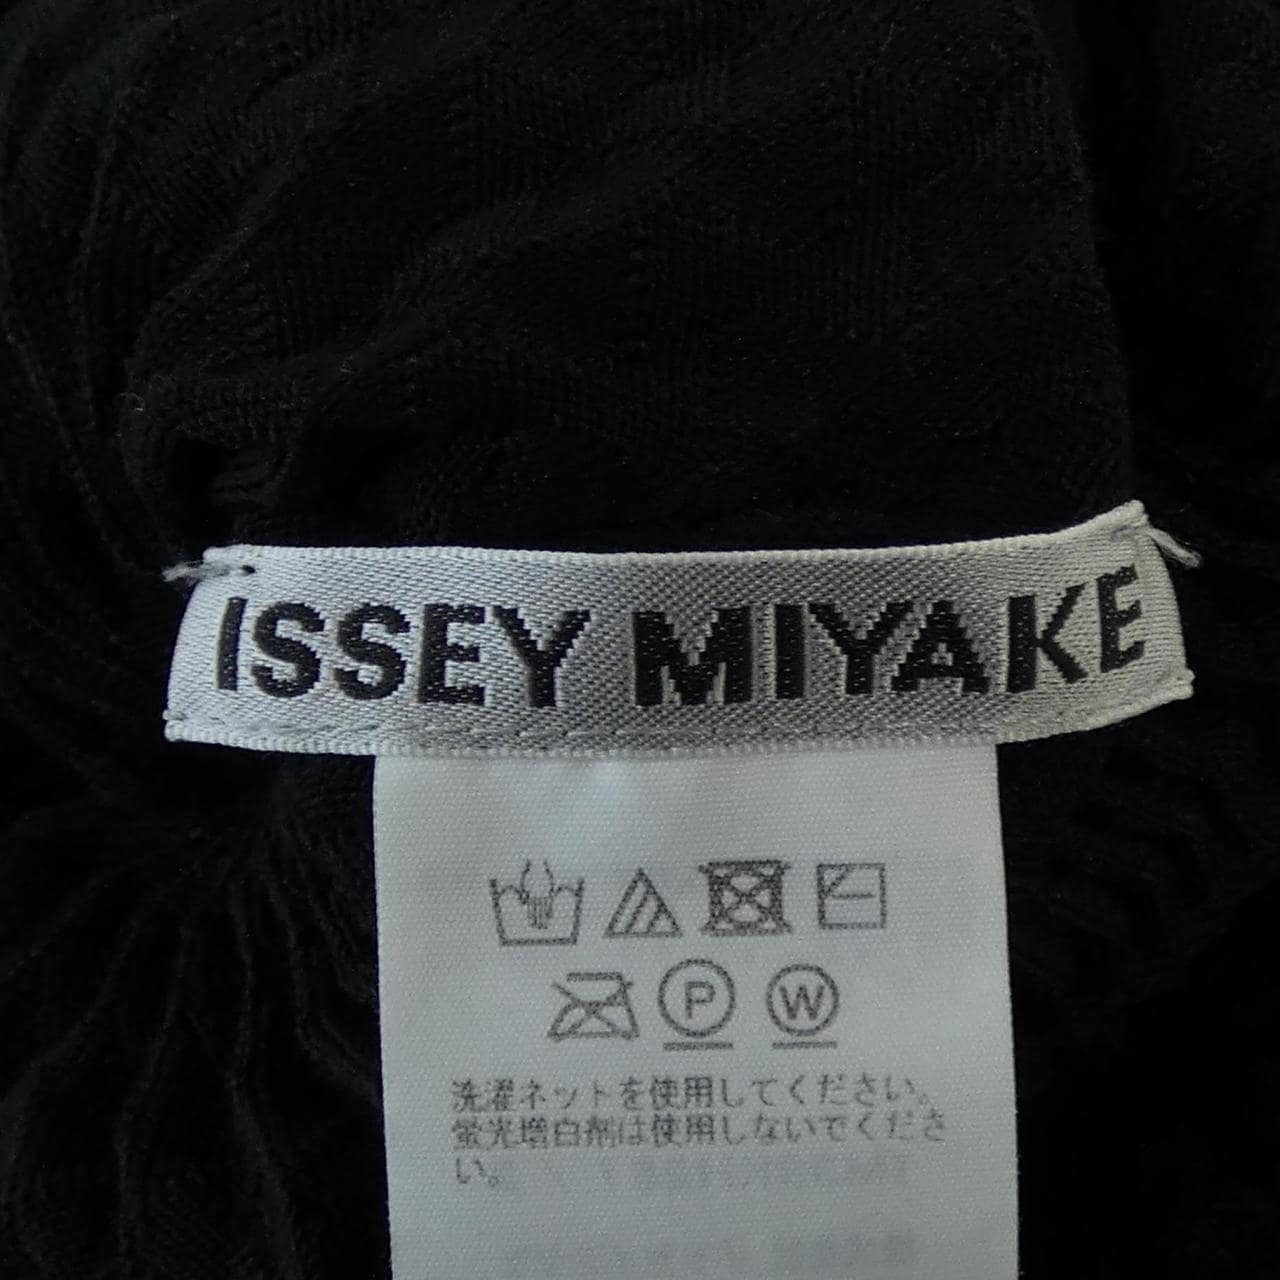 ISSEY MIYAKE
P W
洗濯ネットを使用してください。
蛍光増白剤は使用しないでくださ
い。